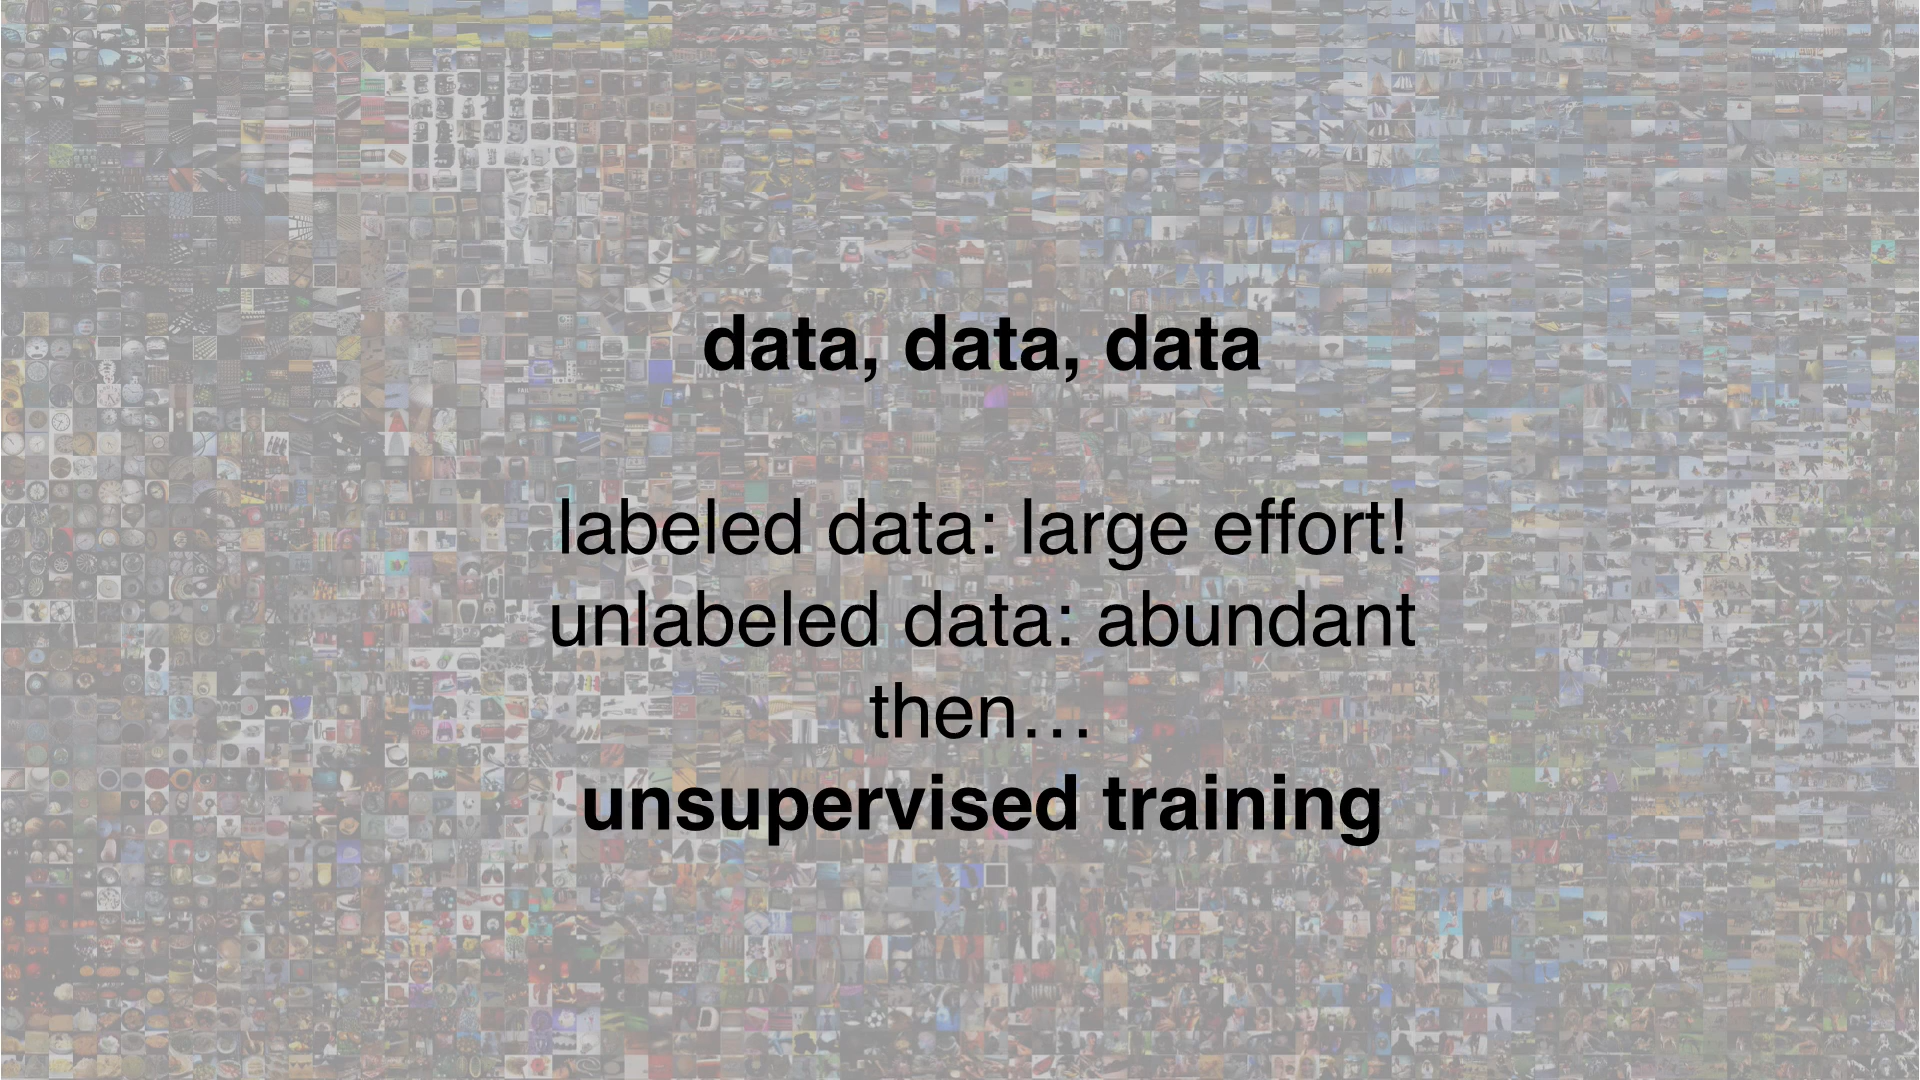 data, data, data
labeled data: large effort!
unlabeled data: abundant
then…
unsupervised training